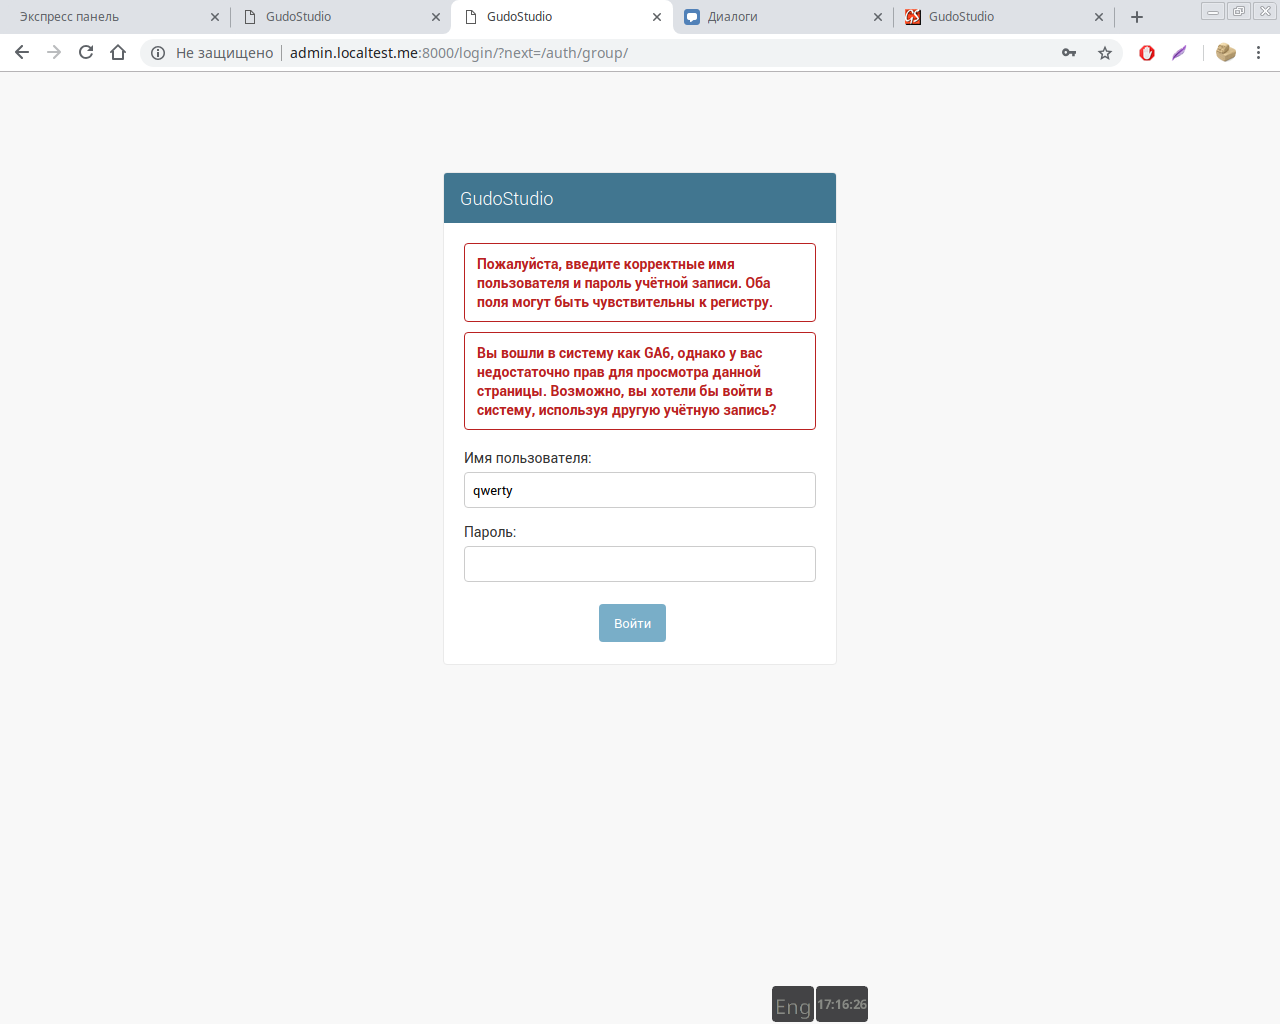 Экспресс панель
GudoStudio
GudoStudio
Диалоги
GudoStudio
Не защищено
admin.localtest.me:8000/login/?next=/auth/group/
GudoStudio
Пожалуйста, введите корректные имя
пользователя и пароль учётной записи. Оба
поля могут быть чувствительны к регистру.
Вы вошли в систему как GA6, однако у вас
недостаточно прав для просмотра данной
страницы. Возможно, вы хотели бы войти в
систему, используя другую учётную запись?
Имя пользователя:
qwerty
Пароль:
Войти
Eng
17:16:26